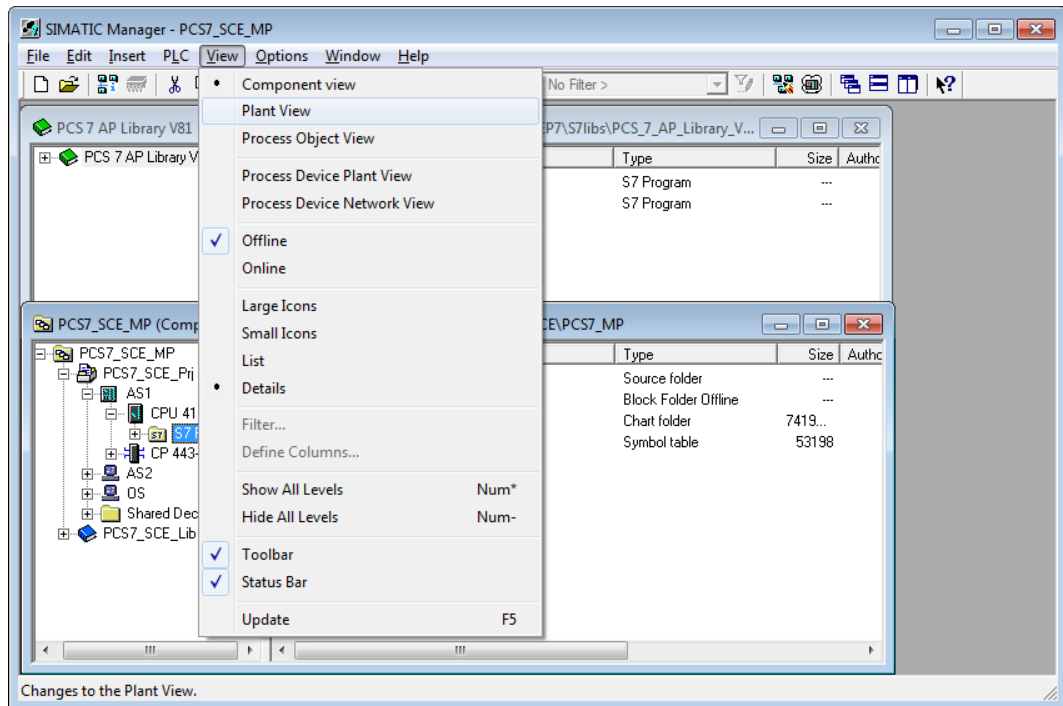 SIMATIC Manager - PCS7_SCE_MP
File Edit Insert PLC View Options Window Help
No Filter >
Component view
Plant View
Process Object View
Process Device Plant View
Process Device Network View
Offline
Online
Large Icons
Small Icons
List
Details
Filter...
Define Columns...
Show All Levels Num*
Hide All Levels Num-
Toolbar
Status Bar
Update F5
PCS 7 AP Library V81
EP7\S7libs\PCS_7_AP_Library_V...
PCS 7 AP Library V
Type Size Autho
S7 Program ---
S7 Program ---
PCS7_SCE_MP (Comp
CE\PCS7_MP
PCS7_SCE_MP
PCS7_SCE_Prj
AS1
CPU 41
S7
CP 443-
AS2
OS
Shared Dec
PCS7_SCE_Lib
Type Size Autho
Source folder ---
Block Folder Offline ---
Chart folder 7419...
Symbol table 53198
Changes to the Plant View.